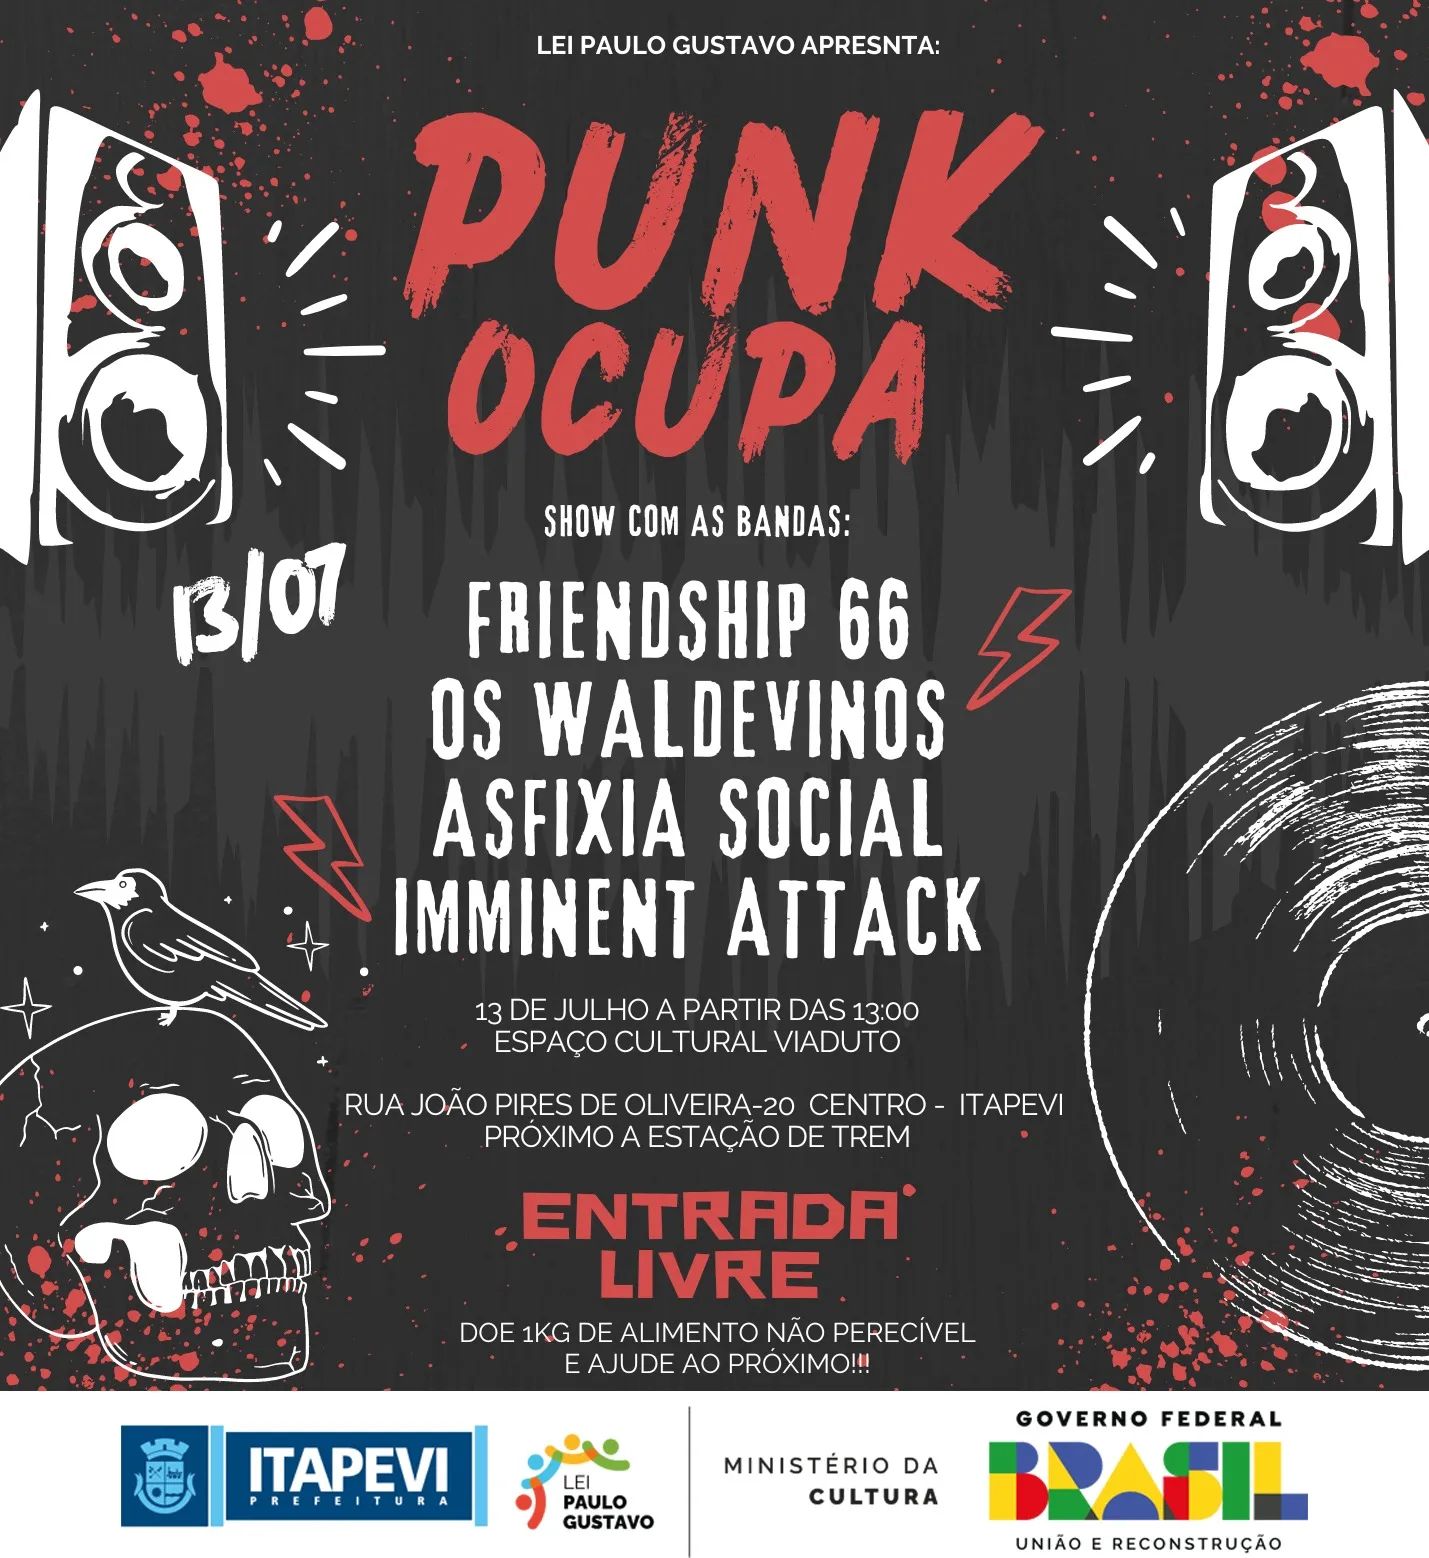 LEI PAULO GUSTAVO APRESNTA:
PUNK
OCUPA
SHOW COM AS BANDAS:
13/07
FRIENDSHIP 66
OS WALDEVINOS
ASFIXIA SOCIAL
IMMINENT ATTACK
13 DE JULHO A PARTIR DAS 13:00
ESPAÇO CULTURAL VIADUTO
RUA JOÃO PIRES DE OLIVEIRA-20 CENTRO - ITAPEVI
PRÓXIMO A ESTAÇÃO DE TREM
ENTRADA
LIVRE
DOE 1KG DE ALIMENTO NÃO PERECÍVEL
E AJUDE AO PRÓXIMO!!!
ITAPEVI
PREFEITURA
LEI
PAULO
GUSTAVO
MINISTÉRIO DA
CULTURA
GOVERNO FEDERAL
BRASIL
UNIÃO E RECONSTRUÇÃO